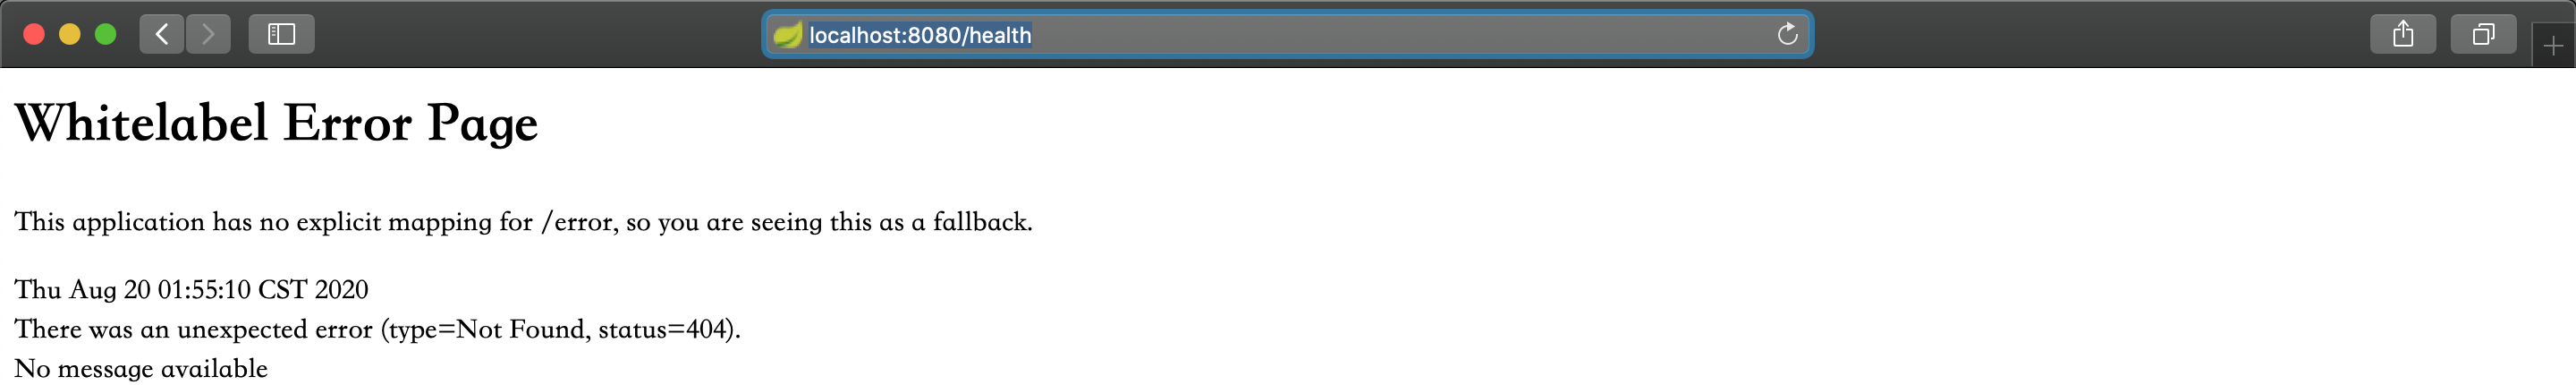 localhost:8080/health
Whitelabel Error Page
This application has no explicit mapping for /error, so you are seeing this as a fallback.
Thu Aug 20 01:55:10 CST 2020
There was an unexpected error (type=Not Found, status=404).
No message available